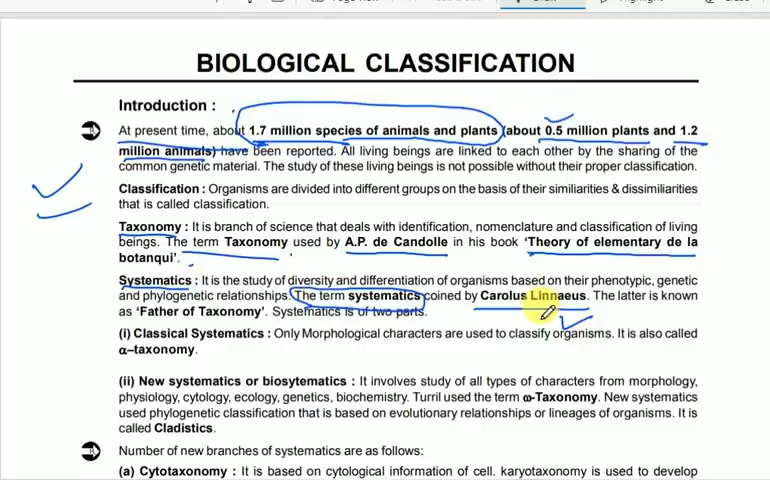 BIOLOGICAL CLASSIFICATION
Introduction :
At present time, about 1.7 million species of animals and plants (about 0.5 million plants and 1.2
million animals) have been reported. All living beings are linked to each other by the sharing of the
common genetic material. The study of these living beings is not possible without their proper classification.
Classification : Organisms are divided into different groups on the basis of their similiarities & dissimiliarities
that is called classification.
Taxonomy : It is branch of science that deals with identification, nomenclature and classification of living
beings. The term Taxonomy used by A.P. de Candolle in his book 'Theory of elementary de la
botanqui'.
Systematics : It is the study of diversity and differentiation of organisms based on their phenotypic, genetic
and phylogenetic relationships. The term systematics coined by Carolus Linnaeus. The latter is known
as 'Father of Taxonomy'. Systematics is of two parts.
(i) Classical Systematics : Only Morphological characters are used to classify organisms. It is also called
α-taxonomy.
(ii) New systematics or biosytematics : It involves study of all types of characters from morphology,
physiology, cytology, ecology, genetics, biochemistry. Turril used the term ω-Taxonomy. New systematics
used phylogenetic classification that is based on evolutionary relationships or lineages of organisms. It is
called Cladistics.
Number of new branches of systematics are as follows:
(a) Cytotaxonomy : It is based on cytological information of cell. karyotaxonomy is used to develop